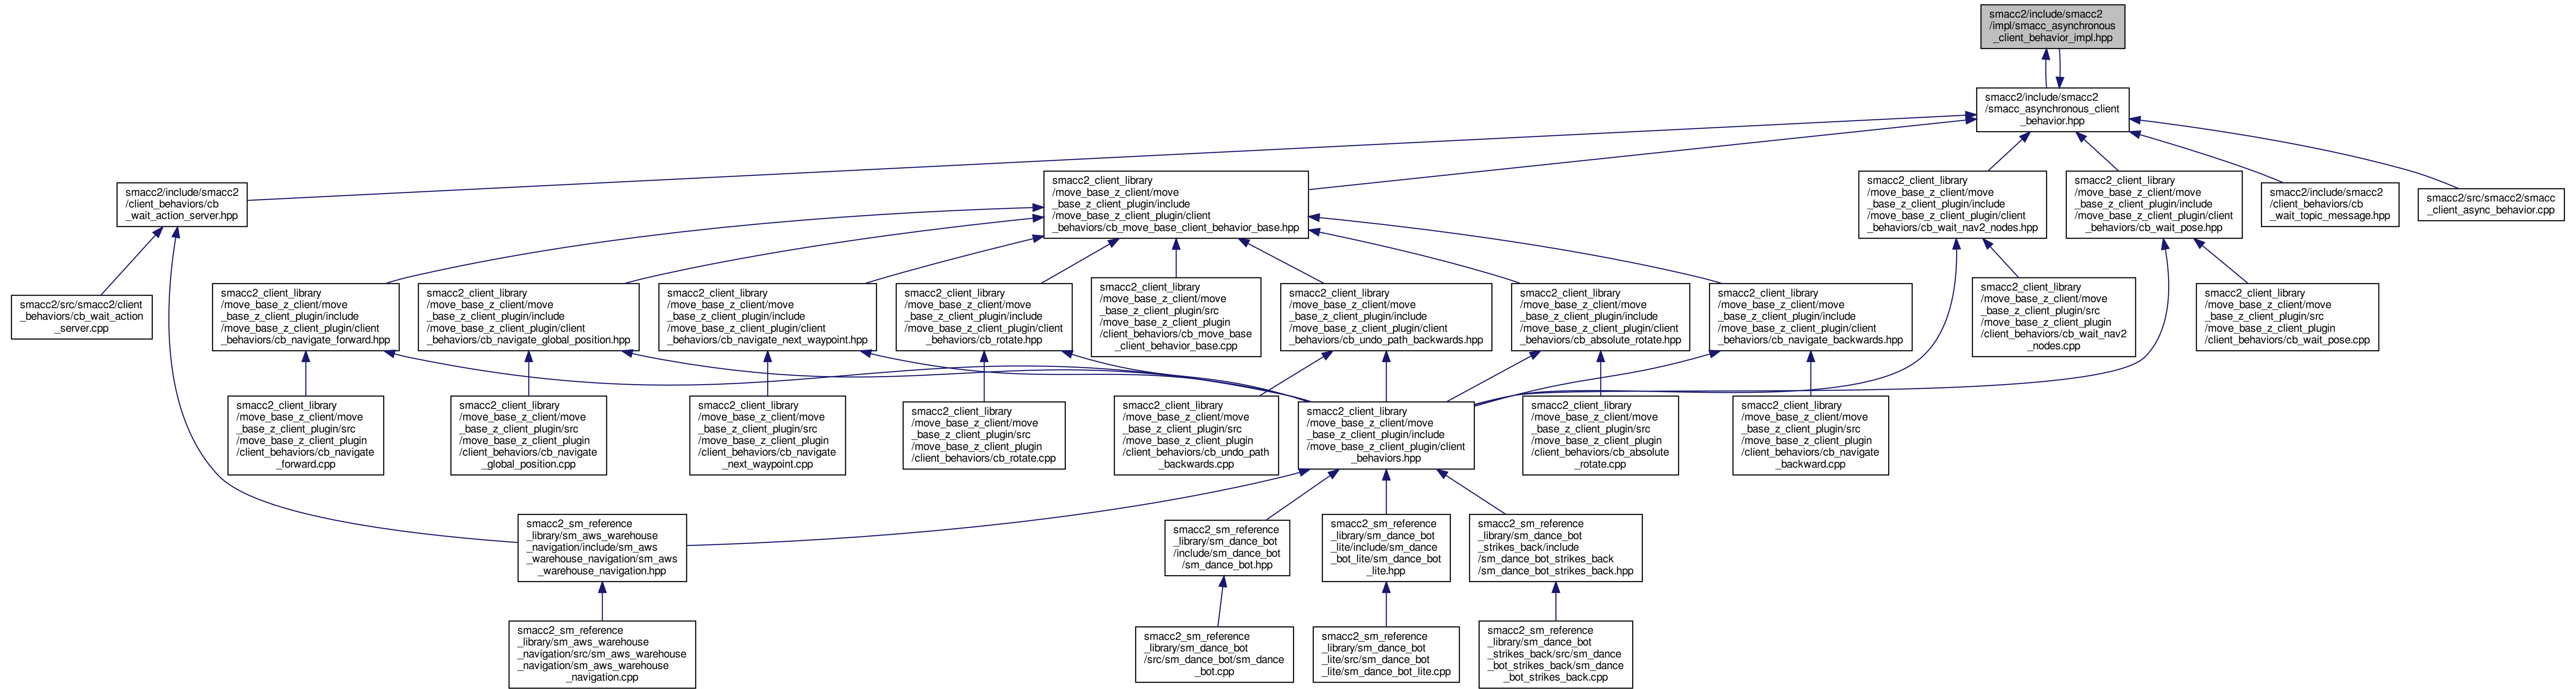 smacc2/include/smacc2
/impl/smacc_asynchronous
_client_behavior_impl.hpp
smacc2/include/smacc2
/smacc_asynchronous_client
_behavior.hpp
smacc2/include/smacc2
/client_behaviors/cb
_wait_action_server.hpp
smacc2_client_library
/move_base_z_client/move
_base_z_client_plugin/include
/move_base_z_client_plugin/client
_behaviors/cb_move_base_client_behavior_base.hpp
smacc2_client_library
/move_base_z_client/move
_base_z_client_plugin/include
/move_base_z_client_plugin/client
_behaviors/cb_wait_nav2_nodes.hpp
smacc2_client_library
/move_base_z_client/move
_base_z_client_plugin/include
/move_base_z_client_plugin/client
_behaviors/cb_wait_pose.hpp
smacc2/include/smacc2
/client_behaviors/cb
_wait_topic_message.hpp
smacc2/src/smacc2/smacc
_client_async_behavior.cpp
smacc2/src/smacc2/client
_behaviors/cb_wait_action
_server.cpp
smacc2_client_library
/move_base_z_client/move
_base_z_client_plugin/include
/move_base_z_client_plugin/client
_behaviors/cb_navigate_forward.hpp
smacc2_client_library
/move_base_z_client/move
_base_z_client_plugin/include
/move_base_z_client_plugin/client
_behaviors/cb_navigate_global_position.hpp
smacc2_client_library
/move_base_z_client/move
_base_z_client_plugin/include
/move_base_z_client_plugin/client
_behaviors/cb_navigate_next_waypoint.hpp
smacc2_client_library
/move_base_z_client/move
_base_z_client_plugin/include
/move_base_z_client_plugin/client
_behaviors/cb_rotate.hpp
smacc2_client_library
/move_base_z_client/move
_base_z_client_plugin/src
/move_base_z_client_plugin
/client_behaviors/cb_move_base
_client_behavior_base.cpp
smacc2_client_library
/move_base_z_client/move
_base_z_client_plugin/include
/move_base_z_client_plugin/client
_behaviors/cb_undo_path_backwards.hpp
smacc2_client_library
/move_base_z_client/move
_base_z_client_plugin/include
/move_base_z_client_plugin/client
_behaviors/cb_absolute_rotate.hpp
smacc2_client_library
/move_base_z_client/move
_base_z_client_plugin/include
/move_base_z_client_plugin/client
_behaviors/cb_navigate_backwards.hpp
smacc2_client_library
/move_base_z_client/move
_base_z_client_plugin/src
/move_base_z_client_plugin
/client_behaviors/cb_wait_nav2
_nodes.cpp
smacc2_client_library
/move_base_z_client/move
_base_z_client_plugin/src
/move_base_z_client_plugin
/client_behaviors/cb_wait_pose.cpp
smacc2_client_library
/move_base_z_client/move
_base_z_client_plugin/src
/move_base_z_client_plugin
/client_behaviors/cb_navigate
_forward.cpp
smacc2_client_library
/move_base_z_client/move
_base_z_client_plugin/src
/move_base_z_client_plugin
/client_behaviors/cb_navigate
_global_position.cpp
smacc2_client_library
/move_base_z_client/move
_base_z_client_plugin/src
/move_base_z_client_plugin
/client_behaviors/cb_navigate
_next_waypoint.cpp
smacc2_client_library
/move_base_z_client/move
_base_z_client_plugin/src
/move_base_z_client_plugin
/client_behaviors/cb_rotate.cpp
smacc2_client_library
/move_base_z_client/move
_base_z_client_plugin/src
/move_base_z_client_plugin
/client_behaviors/cb_undo_path
_backwards.cpp
smacc2_client_library
/move_base_z_client/move
_base_z_client_plugin/include
/move_base_z_client_plugin/client
_behaviors.hpp
smacc2_client_library
/move_base_z_client/move
_base_z_client_plugin/src
/move_base_z_client_plugin
/client_behaviors/cb_absolute
_rotate.cpp
smacc2_client_library
/move_base_z_client/move
_base_z_client_plugin/src
/move_base_z_client_plugin
/client_behaviors/cb_navigate
_backward.cpp
smacc2_sm_reference
_library/sm_aws_warehouse
_navigation/include/sm_aws
_warehouse_navigation/sm_aws
_warehouse_navigation.hpp
smacc2_sm_reference
_library/sm_dance_bot
/include/sm_dance_bot
/sm_dance_bot.hpp
smacc2_sm_reference
_library/sm_dance_bot
_lite/include/sm_dance
_bot_lite/sm_dance_bot
_lite.hpp
smacc2_sm_reference
_library/sm_dance_bot
_strikes_back/include
/sm_dance_bot_strikes_back
/sm_dance_bot_strikes_back.hpp
smacc2_sm_reference
_library/sm_aws_warehouse
_navigation/src/sm_aws_warehouse
_navigation/sm_aws_warehouse
_navigation.cpp
smacc2_sm_reference
_library/sm_dance_bot
/src/sm_dance_bot/sm_dance
_bot.cpp
smacc2_sm_reference
_library/sm_dance_bot
_lite/src/sm_dance_bot
_lite/sm_dance_bot_lite.cpp
smacc2_sm_reference
_library/sm_dance_bot
_strikes_back/src/sm_dance
_bot_strikes_back/sm_dance
_bot_strikes_back.cpp